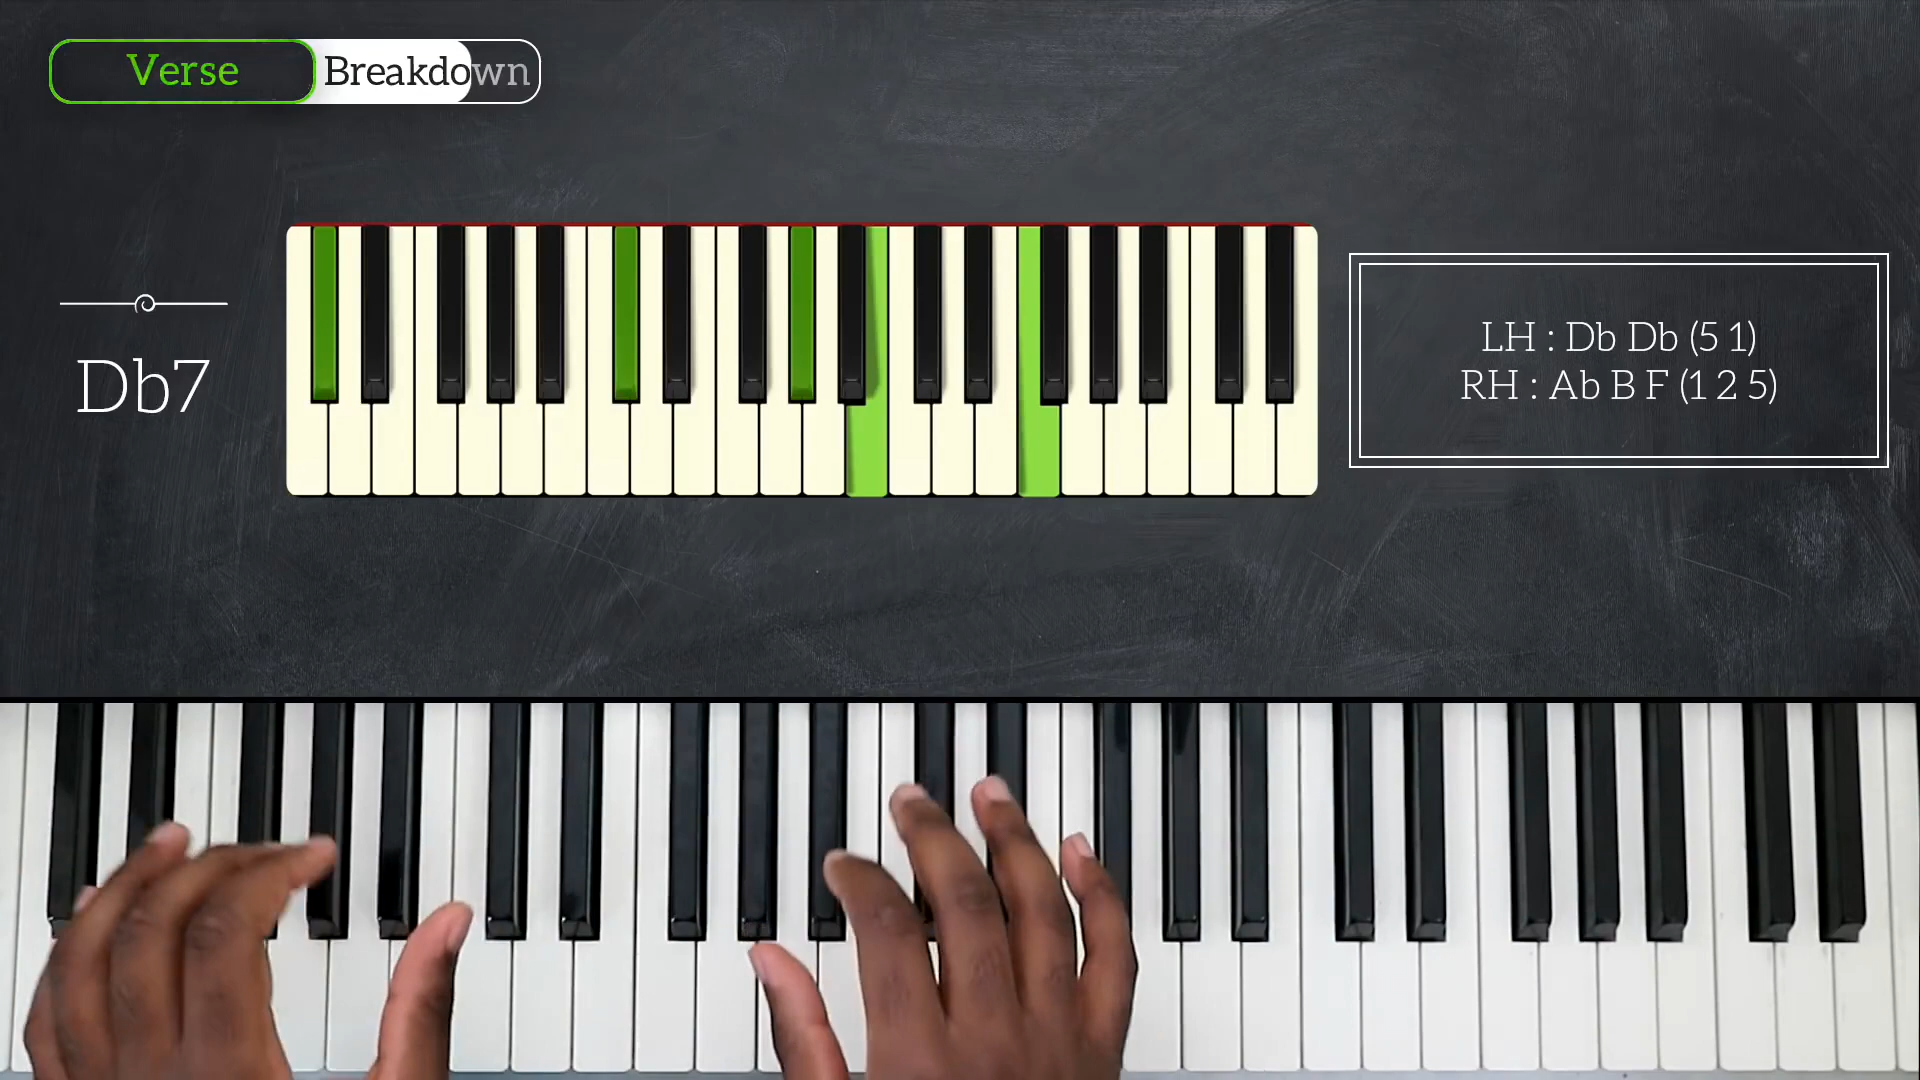 Verse Breakdown
Db7
LH : Db Db (5 1)
RH : Ab B F (1 2 5)